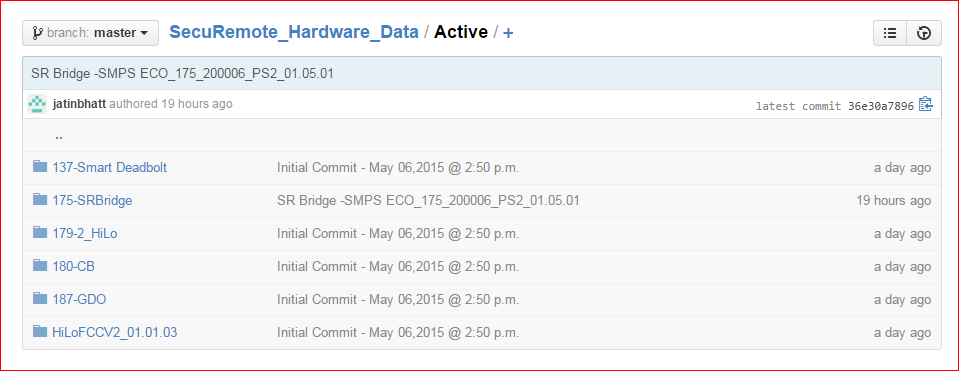 branch: master SecuRemote_Hardware_Data / Active / +
SR Bridge -SMPS ECO_175_200006_PS2_01.05.01
jatinbhatt authored 19 hours ago latest commit 36e30a7896
..
137-Smart Deadbolt Initial Commit - May 06,2015 @ 2:50 p.m. a day ago
175-SRBridge SR Bridge -SMPS ECO_175_200006_PS2_01.05.01 19 hours ago
179-2_HiLo Initial Commit - May 06,2015 @ 2:50 p.m. a day ago
180-CB Initial Commit - May 06,2015 @ 2:50 p.m. a day ago
187-GDO Initial Commit - May 06,2015 @ 2:50 p.m. a day ago
HiLoFCCV2_01.01.03 Initial Commit - May 06,2015 @ 2:50 p.m. a day ago